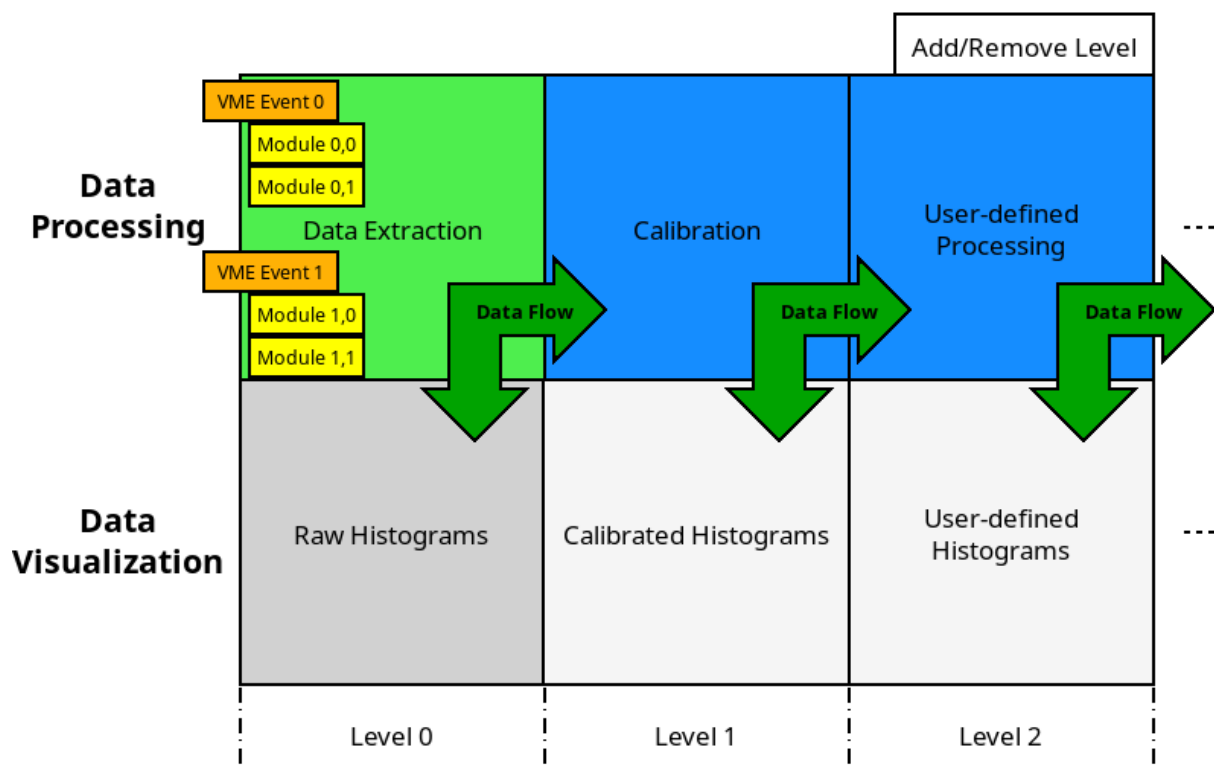 Add/Remove Level
VME Event 0
Module 0,0
Module 0,1
Data
Processing
Data Extraction
Calibration
User-defined
Processing
VME Event 1
Module 1,0
Module 1,1
Data Flow
Data Flow
Data Flow
Data
Visualization
Raw Histograms
Calibrated Histograms
User-defined
Histograms
Level 0
Level 1
Level 2